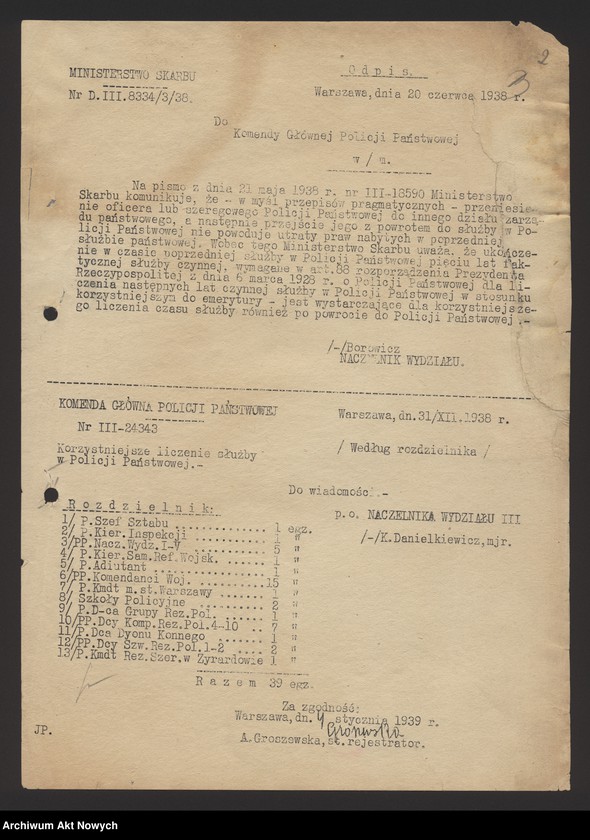 2
3
O d p i s.
MINISTERSTWO SKARBU
Nr D.III.8334/3/38.
Warszawa, dnia 20 czerwca 1938 r.
Do
Komendy Głównej Policji Państwowej
w / m.
Na pismo z dnia 21 maja 1938 r. nr III-18590 Ministerstwo
Skarbu komunikuje, że - w myśl przepisów pragmatycznych - przeniesie-
nie oficera lub szeregowego Policji Państwowej do innego działu zarzą-
du państwowego, a następnie przejście jego z powrotem do służby w Po-
licji Państwowej nie powoduje utraty praw nabytych w poprzedniej
służbie państwowej. Wobec tego Ministerstwo Skarbu uważa, że ukończe-
nie w czasie poprzedniej służby w Policji Państwowej pięciu lat fak-
tycznej służby czynnej, wymagane w art.88 rozporządzenia Prezydenta
Rzeczypospolitej z dnia 6 marca 1928 r. o Policji Państwowej dla li-
czenia następnych lat czynnej służby w Policji Państwowej w stosunku
korzystniejszym do emerytury - jest wystarczające dla korzystniejsze-
go liczenia czasu służby również po powrocie do Policji Państwowej.-
/-/Borowicz
NACZELNIK WYDZIAŁU.
KOMENDA GŁÓWNA POLICJI PAŃSTWOWEJ
Nr III-24343
Warszawa, dn.31/XII.1938 r.
Korzystniejsze liczenie służby
w Policji Państwowej.-
/ Według rozdzielnika /
Do wiadomości.-
p.o. NACZELNIKA WYDZIAŁU III
/-/K.Danielkiewicz,mjr.
R o z d z i e l n i k:
1/ P.Szef Sztabu ........... 1 egz.
2/ P.Kier.Inspekcji ........ 1 "
3/PP.Nacz.Wydz.I-V ......... 5 "
4/ P.Kier.Sam.Ref.Wojsk. ... 1 "
5/ P.Adiutant .............. 1 "
6/PP.Komendanci Woj. .......15 "
7/ P.Kmdt m.st.Warszawy .... 1 "
8/ Szkoły Policyjne ........ 2 "
9/ P.D-ca Grupy Rez.Pol. ... 1 "
10/PP.Dcy Komp.Rez.Pol.4-10 .. 7 "
11/P.Dca Dyonu Konnego ...... 1 "
12/PP.Dcy Szw.Rez.Pol.1-2 ... 2 "
13/P.Kmdt Rez.Szer.w Żyrardowie 1 "
R a z e m 39 egz.
Za zgodność:
Warszawa, dn. 4 stycznia 1939 r.
A.Groszewska, st.rejestrator.
JP.
Archiwum Akt Nowych